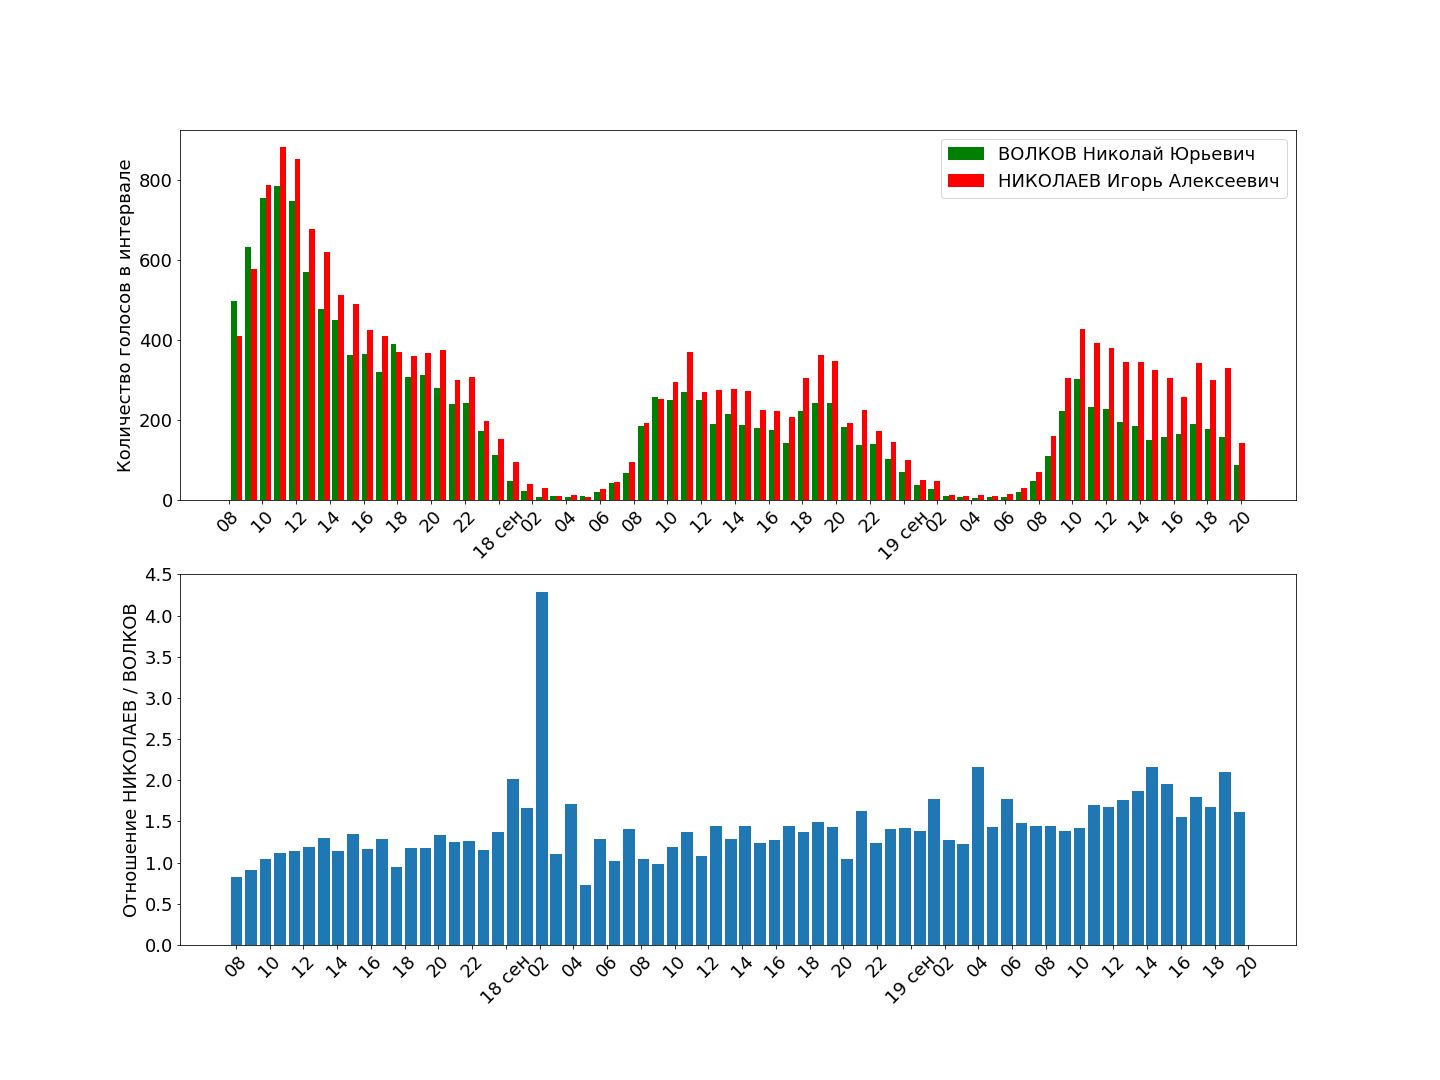 Количество голосов в интервале
800
600
400
200
0
ВОЛКОВ Николай Юрьевич
НИКОЛАЕВ Игорь Алексеевич
08 10 12 14 16 18 20 22 18 сен 02 04 06 08 10 12 14 16 18 20 22 19 сен 02 04 06 08 10 12 14 16 18 20
Отношение НИКОЛАЕВ / ВОЛКОВ
4.5
4.0
3.5
3.0
2.5
2.0
1.5
1.0
0.5
0.0
08 10 12 14 16 18 20 22 18 сен 02 04 06 08 10 12 14 16 18 20 22 19 сен 02 04 06 08 10 12 14 16 18 20